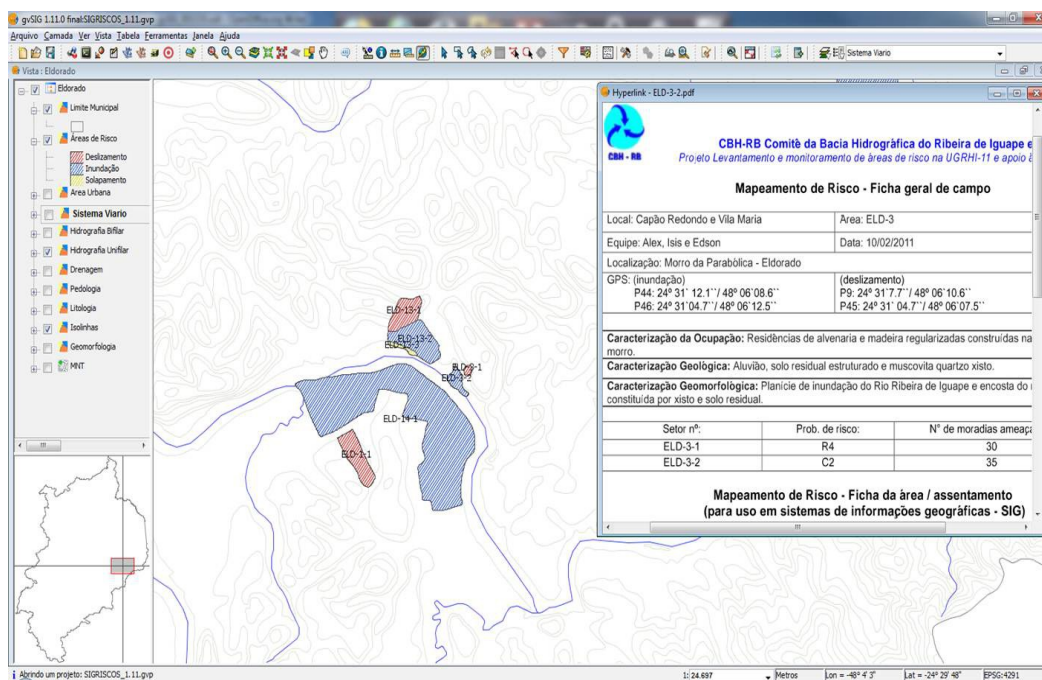 gvSIG 1.11.0 final:SIGRISCOS_1.11.gvp
Arquivo Camada Ver Vista Tabela Ferramentas Janela Ajuda
Sistema Viario
Vista : Eldorado
Eldorado
Limite Municipal
Áreas de Risco
Deslizamento
Inundação
Solapamento
Area Urbana
Sistema Viario
Hidrografia Bifilar
Hidrografia Unifilar
Drenagem
Pedologia
Litologia
Isolinhas
Geomorfologia
MNT
ELD-13-1
ELD-13-2
ELD-3-2
ELD-14-1
ELD-1-1
Hyperlink - ELD-3-2.pdf
CBH - RB
CBH-RB Comitê da Bacia Hidrográfica do Ribeira de Iguape e
Projeto Levantamento e monitoramento de áreas de risco na UGRHI-11 e apoio à
Mapeamento de Risco - Ficha geral de campo
Local: Capão Redondo e Vila Maria
Area: ELD-3
Equipe: Alex, Isis e Edson
Data: 10/02/2011
Localização: Morro da Parabólica - Eldorado
GPS: (inundação)
P44: 24º 31´ 12.1´´/ 48º 06´08.6´´
P46: 24º 31´04.7´´/ 48º 06´12.5´´
(deslizamento)
P9: 24º 31´7.7´´/ 48º 06´10.6´´
P45: 24º 31´ 04.7´´/ 48º 06´07.5´´
Caracterização da Ocupação: Residências de alvenaria e madeira regularizadas construídas na
morro.
Caracterização Geológica: Aluvião, solo residual estruturado e muscovita quartzo xisto.
Caracterização Geomorfológica: Planície de inundação do Rio Ribeira de Iguape e encosta do
constituída por xisto e solo residual.
Setor nº: Prob. de risco: N° de moradias ameaça
ELD-3-1 R4 30
ELD-3-2 C2 35
Mapeamento de Risco - Ficha da área / assentamento
(para uso em sistemas de informações geográficas - SIG)
Abrindo um projeto: SIGRISCOS_1.11.gvp
1: 24.697
Metros
Lon = -48° 4' 3"
Lat = -24° 29' 48"
EPSG:4291